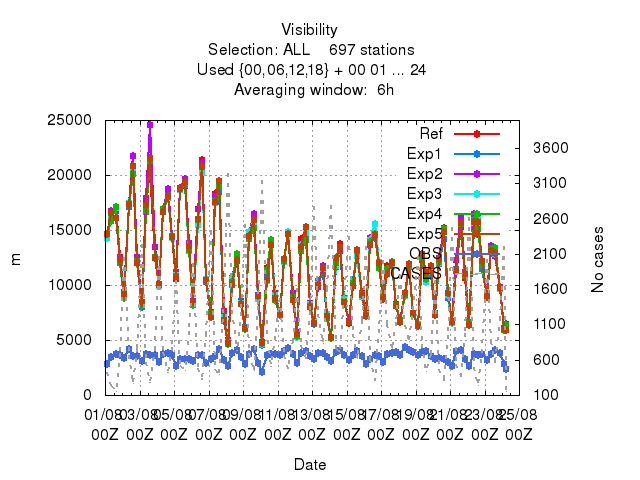 Visibility
Selection: ALL    697 stations
Used {00,06,12,18} + 00 01 ... 24
Averaging window:  6h
Ref
Exp1
Exp2
Exp3
Exp4
Exp5
OBS
CASES
25000
20000
15000
10000
5000
0
m
3600
3100
2600
2100
1600
1100
600
100
No cases
01/08 03/08 05/08 07/08 09/08 11/08 13/08 15/08 17/08 19/08 21/08 23/08 25/08
00Z 00Z 00Z 00Z 00Z 00Z 00Z 00Z 00Z 00Z 00Z 00Z 00Z
Date